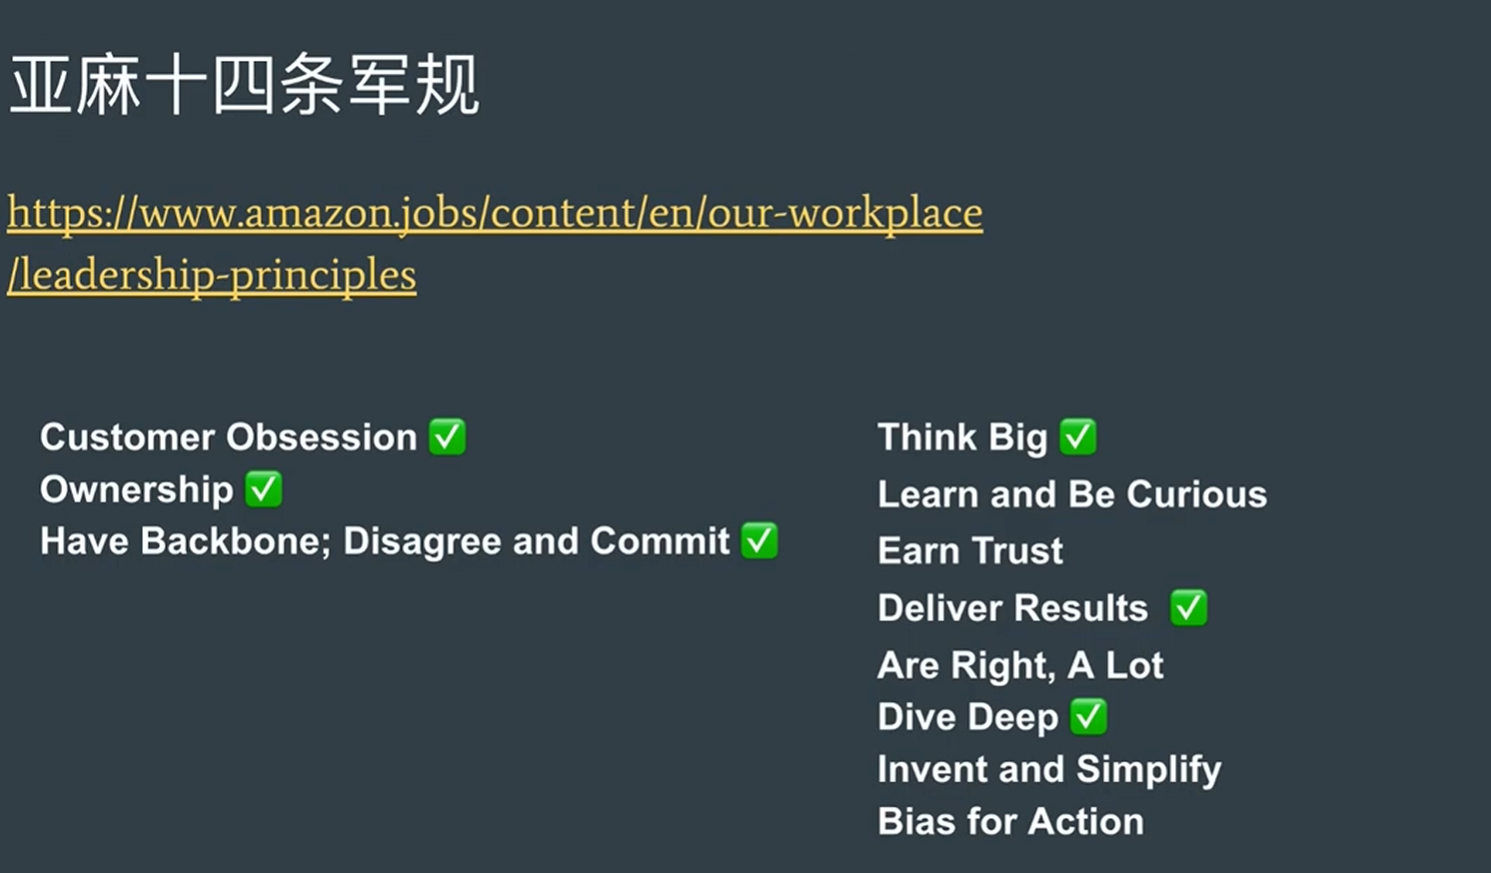 亚麻十四条军规
https://www.amazon.jobs/content/en/our-workplace
/leadership-principles
Customer Obsession ✅
Ownership ✅
Have Backbone; Disagree and Commit ✅
Think Big ✅
Learn and Be Curious
Earn Trust
Deliver Results ✅
Are Right, A Lot
Dive Deep ✅
Invent and Simplify
Bias for Action